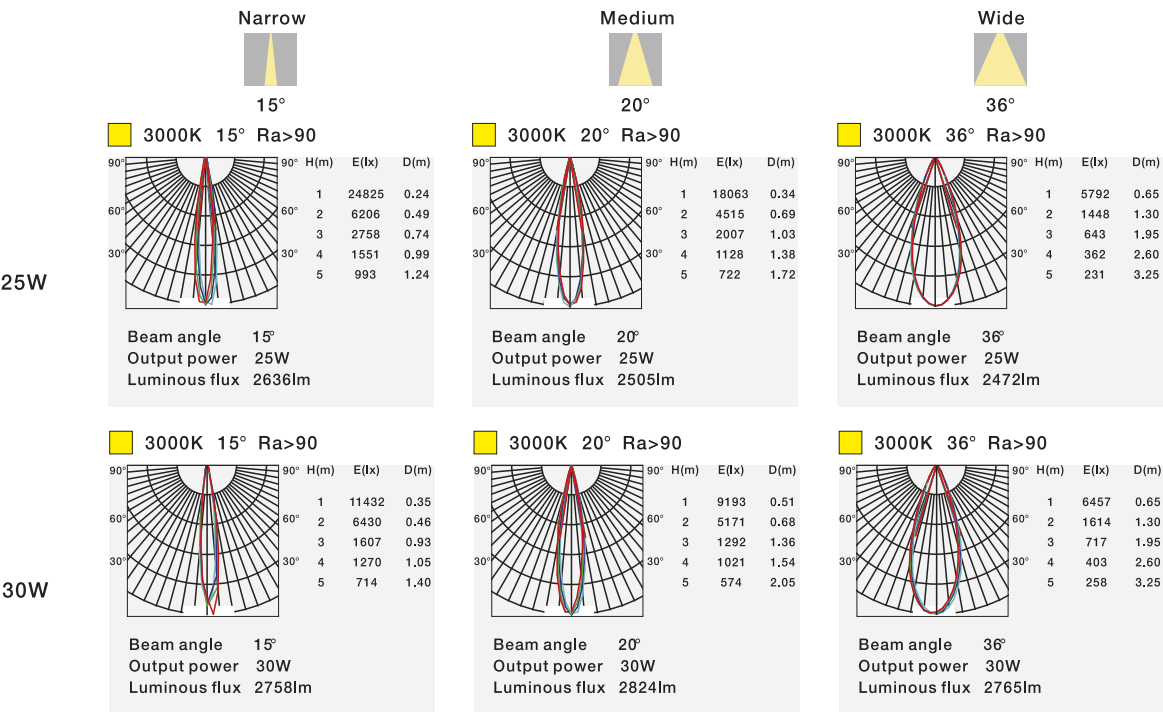 Narrow
Medium
Wide
15°
20°
36°
25W
3000K 15° Ra>90
90° 90° H(m) E(lx) D(m)
1 24825 0.24
60° 60° 2 6206 0.49
3 2758 0.74
30° 30° 4 1551 0.99
5 993 1.24
Beam angle 15°
Output power 25W
Luminous flux 2636lm
3000K 20° Ra>90
90° 90° H(m) E(lx) D(m)
1 18063 0.34
60° 60° 2 4515 0.69
3 2007 1.03
30° 30° 4 1128 1.38
5 722 1.72
Beam angle 20°
Output power 25W
Luminous flux 2505lm
3000K 36° Ra>90
90° 90° H(m) E(lx) D(m)
1 5792 0.65
60° 60° 2 1448 1.30
3 643 1.95
30° 30° 4 362 2.60
5 231 3.25
Beam angle 36°
Output power 25W
Luminous flux 2472lm
30W
3000K 15° Ra>90
90° 90° H(m) E(lx) D(m)
1 11432 0.35
60° 60° 2 6430 0.46
3 1607 0.93
30° 30° 4 1270 1.05
5 714 1.40
Beam angle 15°
Output power 30W
Luminous flux 2758lm
3000K 20° Ra>90
90° 90° H(m) E(lx) D(m)
1 9193 0.51
60° 60° 2 5171 0.68
3 1292 1.36
30° 30° 4 1021 1.54
5 574 2.05
Beam angle 20°
Output power 30W
Luminous flux 2824lm
3000K 36° Ra>90
90° 90° H(m) E(lx) D(m)
1 6457 0.65
60° 60° 2 1614 1.30
3 717 1.95
30° 30° 4 403 2.60
5 258 3.25
Beam angle 36°
Output power 30W
Luminous flux 2765lm